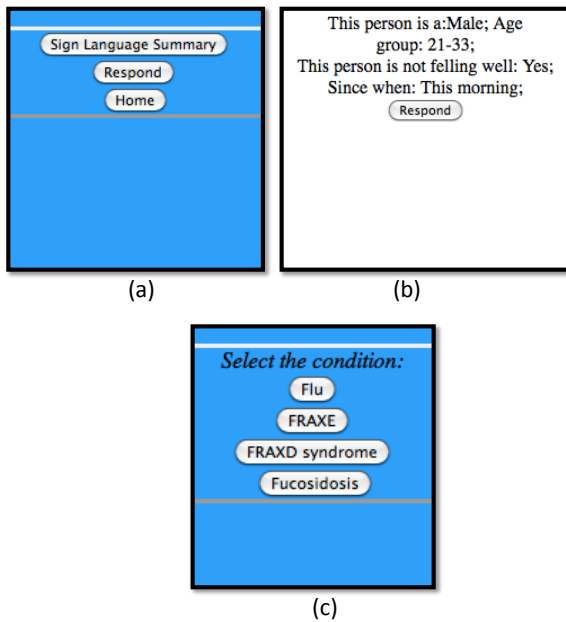 Sign Language Summary
Respond
Home
(a)
This person is a:Male; Age
group: 21-33;
This person is not felling well: Yes;
Since when: This morning;
Respond
(b)
Select the condition:
Flu
FRAXE
FRAXD syndrome
Fucosidosis
(c)